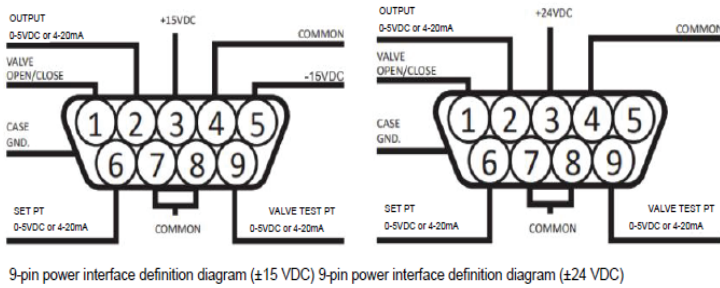 OUTPUT
0-5VDC or 4-20mA
+15VDC
COMMON
VALVE
OPEN/CLOSE
-15VDC
1 2 3 4 5
CASE
GND.
6 7 8 9
SET PT
0-5VDC or 4-20mA
COMMON
VALVE TEST PT
0-5VDC or 4-20mA
OUTPUT
0-5VDC or 4-20mA
+24VDC
COMMON
VALVE
OPEN/CLOSE
1 2 3 4 5
CASE
GND.
6 7 8 9
SET PT
0-5VDC or 4-20mA
COMMON
VALVE TEST PT
0-5VDC or 4-20mA
9-pin power interface definition diagram (±15 VDC) 9-pin power interface definition diagram (±24 VDC)